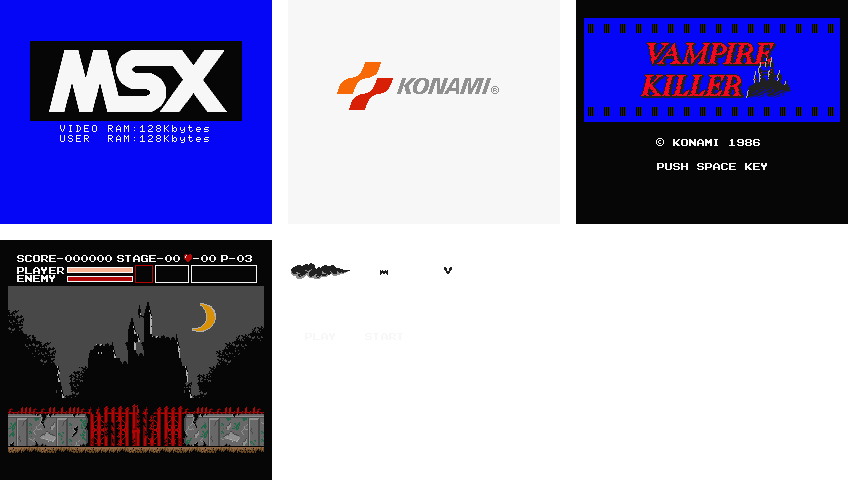 MSX
VIDEO RAM:128Kbytes
USER RAM:128Kbytes
KONAMI®
VAMPIRE
KILLER
© KONAMI 1986
PUSH SPACE KEY
SCORE-000000 STAGE-00 ♥-00 P-03
PLAYER
ENEMY
PLAY START